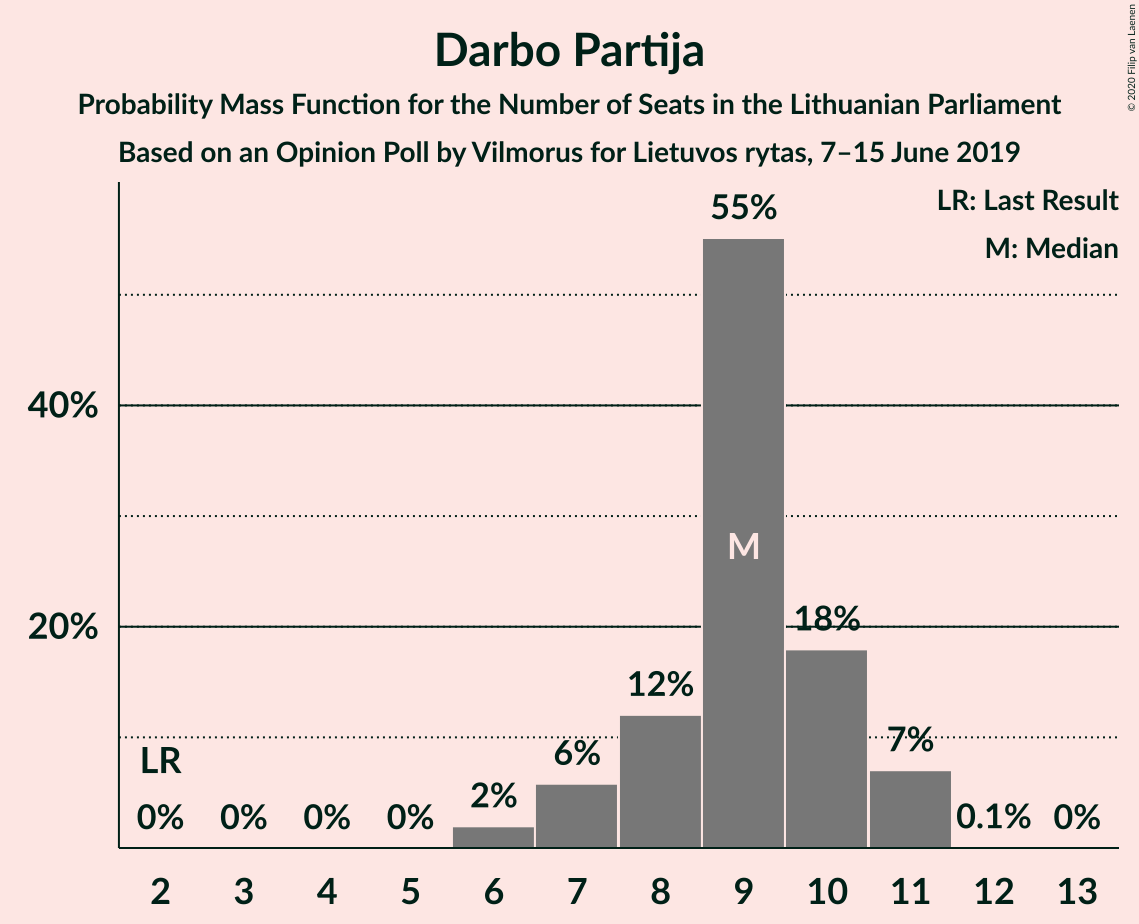 Darbo Partija
Probability Mass Function for the Number of Seats in the Lithuanian Parliament
Based on an Opinion Poll by Vilmorus for Lietuvos rytas, 7–15 June 2019
© 2020 Filip van Laenen
LR: Last Result
M: Median
55%
40%
M
20%
18%
12%
7%
6%
LR
2%
0% 0% 0% 0% 0.1% 0%
2 3 4 5 6 7 8 9 10 11 12 13